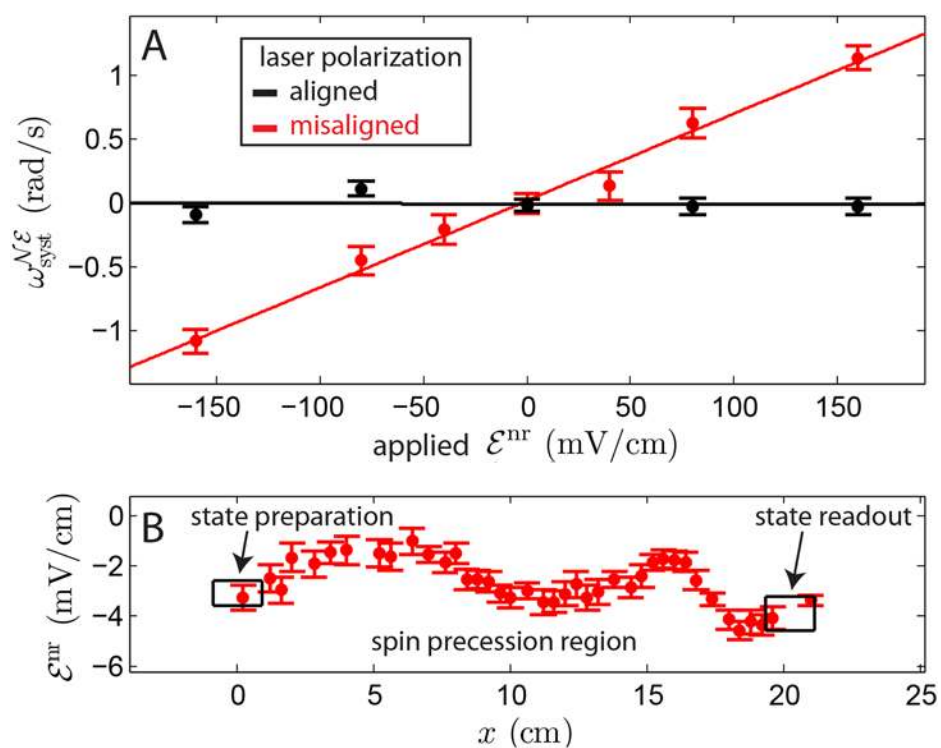 A
laser polarization
aligned
misaligned
ω_syst^{𝒩ℰ} (rad/s)
1
0.5
0
−0.5
−1
−150
−100
−50
0
50
100
150
applied ℰ^nr (mV/cm)
B
state preparation
state readout
spin precession region
ℰ^nr (mV/cm)
0
−2
−4
−6
0
5
10
15
20
25
x (cm)